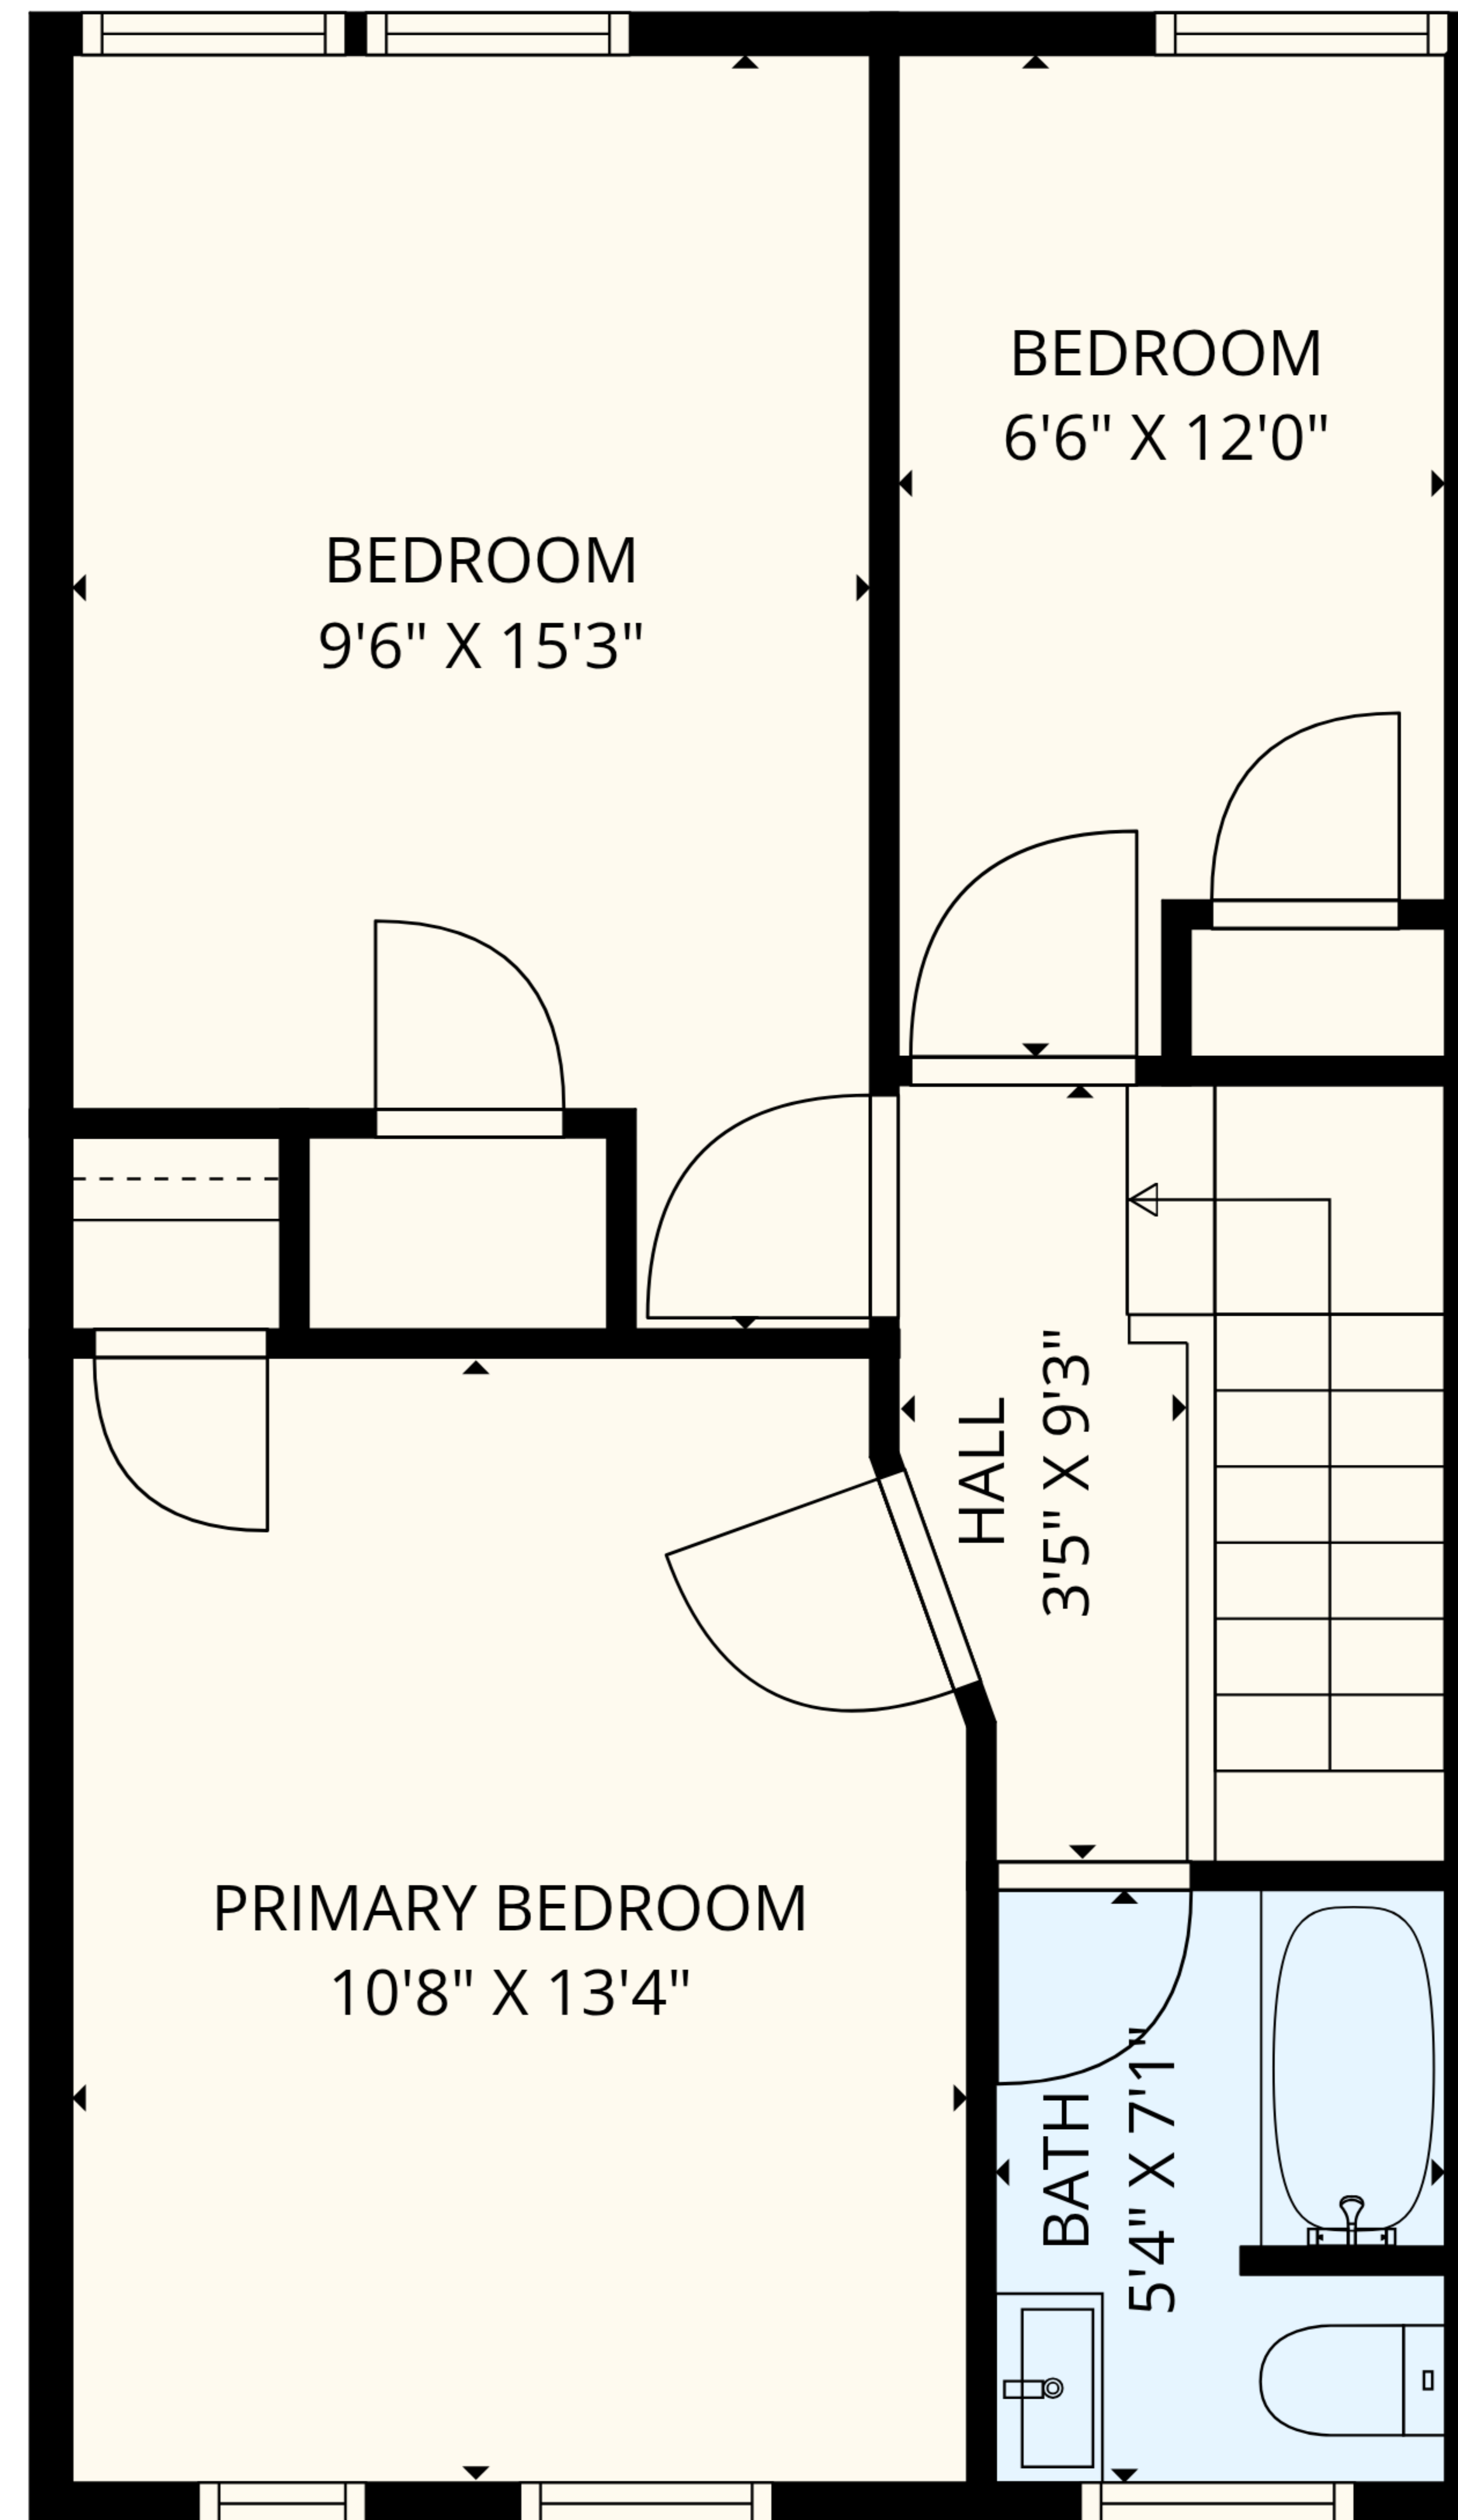 BEDROOM
6'6" X 12'0"
BEDROOM
9'6" X 15'3"
HALL
3'5" X 9'3"
PRIMARY BEDROOM
10'8" X 13'4"
BATH
5'4" X 7'1"